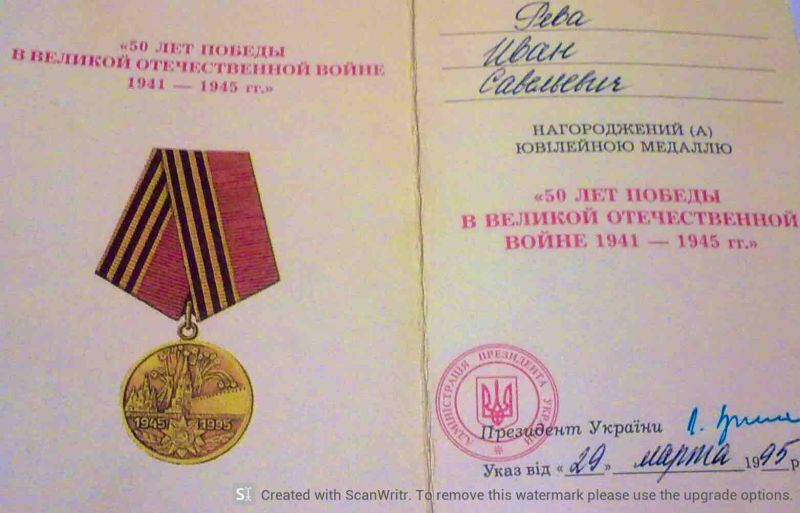 «50 ЛЕТ ПОБЕДЫ
В ВЕЛИКОЙ ОТЕЧЕСТВЕННОЙ ВОЙНЕ
1941 — 1945 гг.»
1945 1995
Рева
Иван
Савельевич
НАГОРОДЖЕНИЙ (А)
ЮВІЛЕЙНОЮ МЕДАЛЛЮ
«50 ЛЕТ ПОБЕДЫ
В ВЕЛИКОЙ ОТЕЧЕСТВЕННОЙ
ВОЙНЕ 1941 — 1945 гг.»
АДМІНІСТРАЦІЯ ПРЕЗИДЕНТА УКРАЇНИ
Президент України
Указ від «29» марта 1995 р
Created with ScanWritr. To remove this watermark please use the upgrade options.